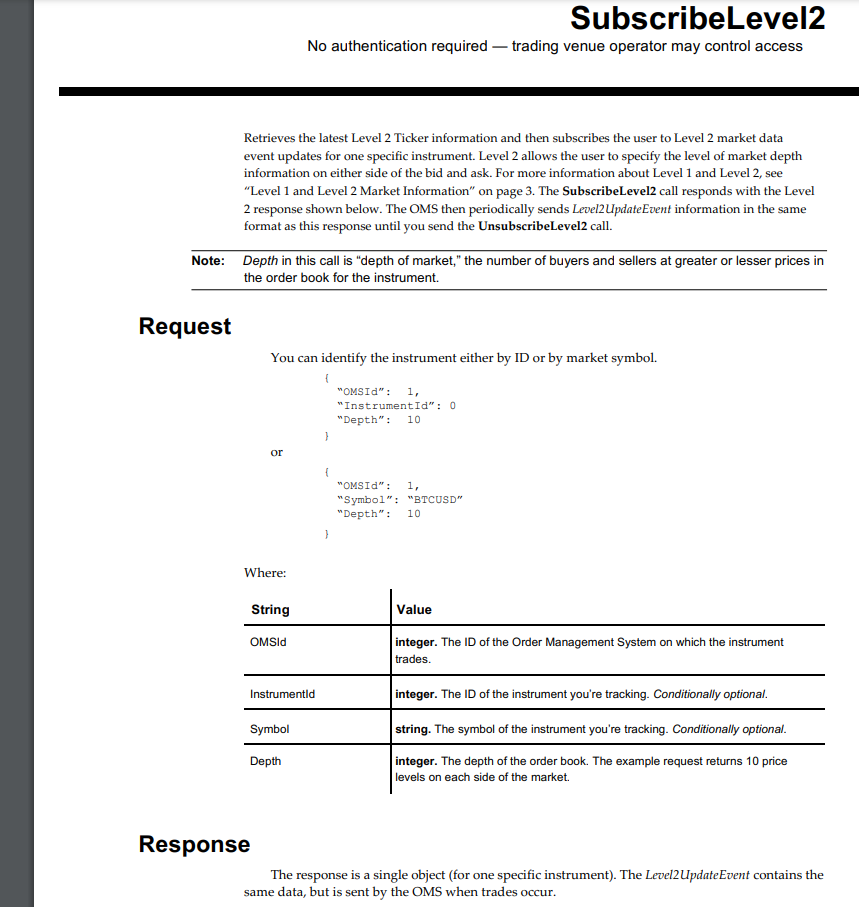 SubscribeLevel2
No authentication required — trading venue operator may control access
Retrieves the latest Level 2 Ticker information and then subscribes the user to Level 2 market data
event updates for one specific instrument. Level 2 allows the user to specify the level of market depth
information on either side of the bid and ask. For more information about Level 1 and Level 2, see
“Level 1 and Level 2 Market Information” on page 3. The SubscribeLevel2 call responds with the Level
2 response shown below. The OMS then periodically sends Level2UpdateEvent information in the same
format as this response until you send the UnsubscribeLevel2 call.
Note: Depth in this call is “depth of market,” the number of buyers and sellers at greater or lesser prices in
the order book for the instrument.
Request
You can identify the instrument either by ID or by market symbol.
{
“OMSId”: 1,
“InstrumentId”: 0
“Depth”: 10
}
or
{
“OMSId”: 1,
“Symbol”: “BTCUSD”
“Depth”: 10
}
Where:
String Value
OMSId integer. The ID of the Order Management System on which the instrument
trades.
InstrumentId integer. The ID of the instrument you’re tracking. Conditionally optional.
Symbol string. The symbol of the instrument you’re tracking. Conditionally optional.
Depth integer. The depth of the order book. The example request returns 10 price
levels on each side of the market.
Response
The response is a single object (for one specific instrument). The Level2UpdateEvent contains the
same data, but is sent by the OMS when trades occur.